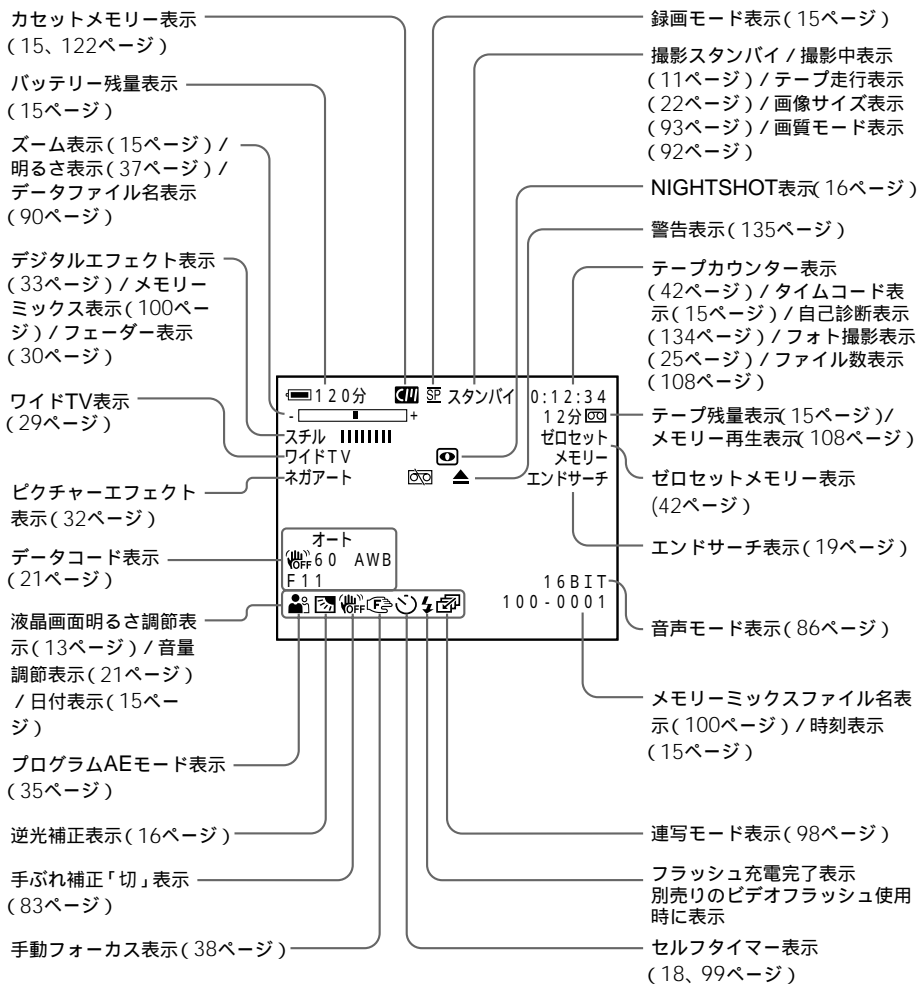 カセットメモリー表示
(15、122ページ)
バッテリー残量表示
(15ページ)
ズーム表示(15ページ)/
明るさ表示(37ページ)/
データファイル名表示
(90ページ)
デジタルエフェクト表示
(33ページ)/メモリー
ミックス表示(100ペー
ジ)/フェーダー表示
(30ページ)
ワイドTV表示
(29ページ)
ピクチャーエフェクト
表示(32ページ)
データコード表示
(21ページ)
液晶画面明るさ調節表
示(13ページ)/音量
調節表示(21ページ)
/日付表示(15ペー
ジ)
プログラムAEモード表示
(35ページ)
逆光補正表示(16ページ)
手ぶれ補正「切」表示
(83ページ)
手動フォーカス表示(38ページ)
120分 SP スタンバイ 0:12:34
- + 12分
スチル ゼロセット
ワイドTV メモリー
ネガアート エンドサーチ
オート
OFF 60 AWB
F11
16BIT
OFF F 100-0001
録画モード表示(15ページ)
撮影スタンバイ/撮影中表示
(11ページ)/テープ走行表示
(22ページ)/画像サイズ表示
(93ページ)/画質モード表示
(92ページ)
NIGHTSHOT表示(16ページ)
警告表示(135ページ)
テープカウンター表示
(42ページ)/タイムコード表
示(15ページ)/自己診断表示
(134ページ)/フォト撮影表示
(25ページ)/ファイル数表示
(108ページ)
テープ残量表示(15ページ)/
メモリー再生表示(108ページ)
ゼロセットメモリー表示
(42ページ)
エンドサーチ表示(19ページ)
音声モード表示(86ページ)
メモリーミックスファイル名表
示(100ページ)/時刻表示
(15ページ)
連写モード表示(98ページ)
フラッシュ充電完了表示
別売りのビデオフラッシュ使用
時に表示
セルフタイマー表示
(18、99ページ)